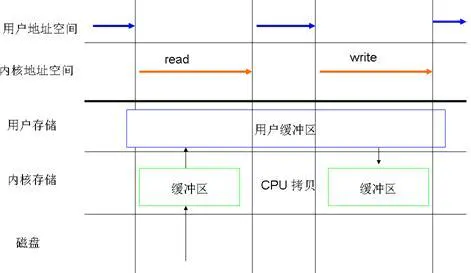 用户地址空间
read
write
内核地址空间
用户存储
用户缓冲区
内核存储
缓冲区
CPU 拷贝
缓冲区
磁盘